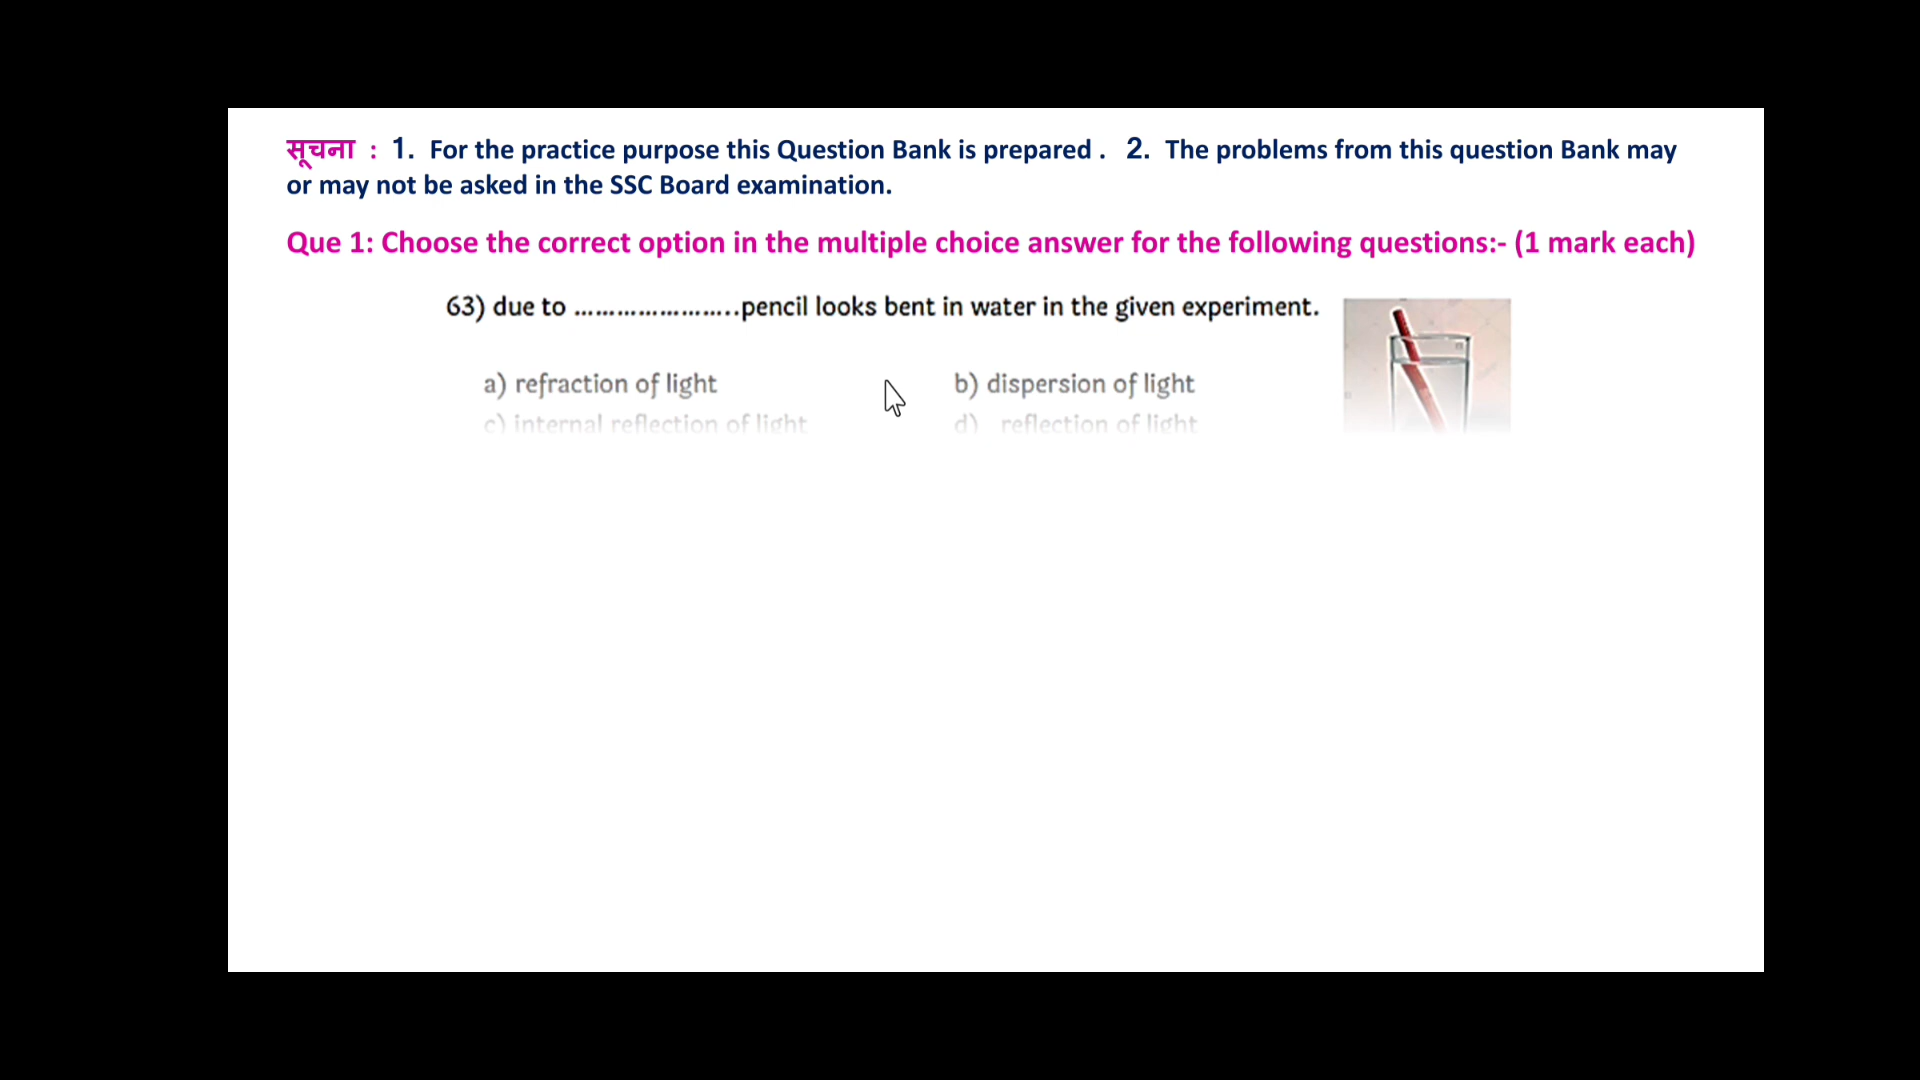 सूचना : 1. For the practice purpose this Question Bank is prepared . 2. The problems from this question Bank may
or may not be asked in the SSC Board examination.
Que 1: Choose the correct option in the multiple choice answer for the following questions:- (1 mark each)
63) due to .......................pencil looks bent in water in the given experiment.
a) refraction of light b) dispersion of light
c) internal reflection of light d) reflection of light